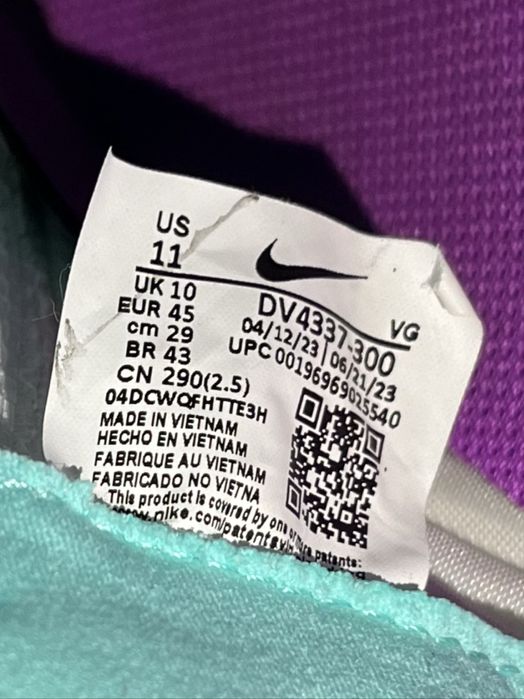 US
11
UK 10
EUR 45
cm 29
BR 43
CN 290(2.5)
VG
DV4337-300
04/12/23 | 06/21/23
UPC 00196969025540
04DCWQFHTTE3H
MADE IN VIETNAM
HECHO EN VIETNAM
FABRIQUE AU VIETNAM
FABRICADO NO VIETNA
This product is covered by one or more patents:
www.nike.com/patents